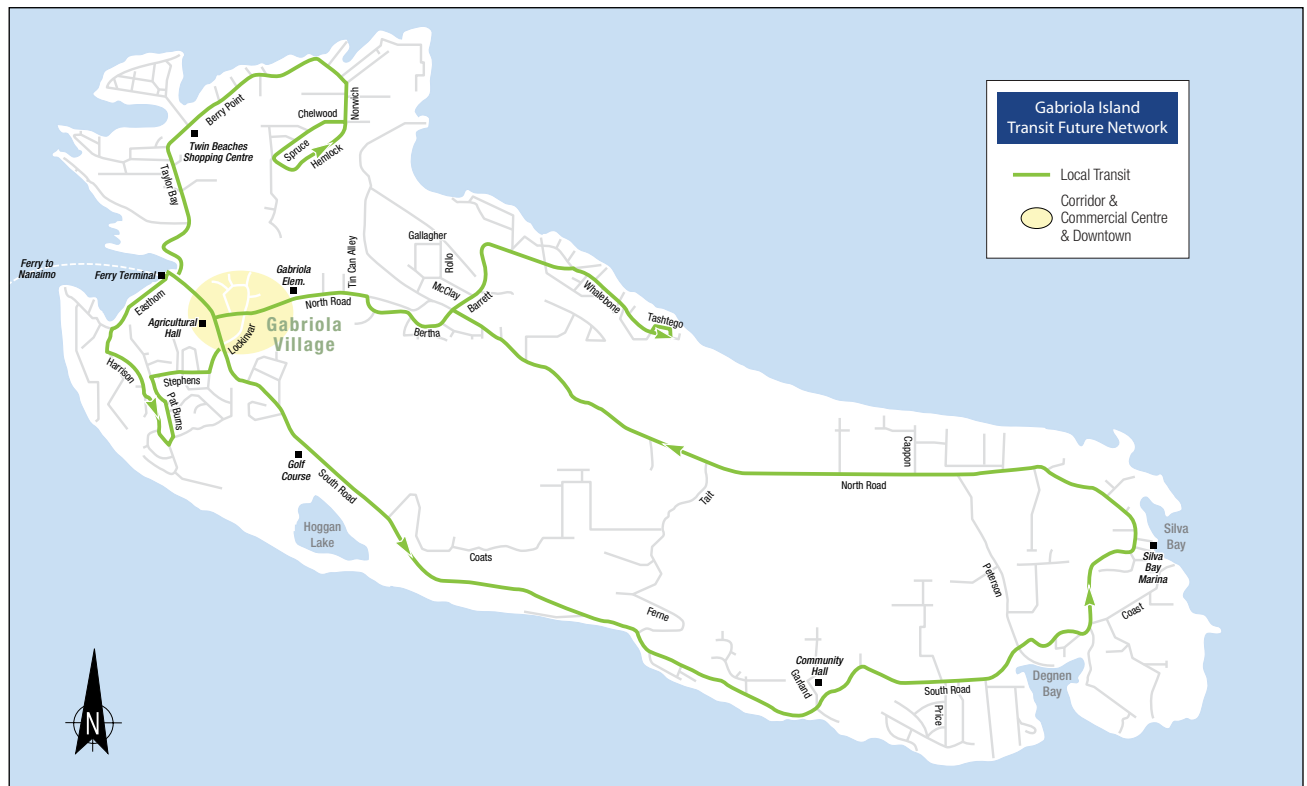 Gabriola Island
Transit Future Network
Local Transit
Corridor &
Commercial Centre
& Downtown
Berry Point
Norwich
Chelwood
Spruce
Hemlock
Twin Beaches
Shopping Centre
Taylor Bay
Ferry to
Nanaimo
Ferry Terminal
Gabriola
Elem.
Tin Can Alley
Gallagher
Rollo
McClay
Barrett
Whalebone
Tashtego
North Road
Bertha
Easthom
Agricultural
Hall
Lockinvar
Gabriola
Village
Harrison
Stephens
Pat Burns
Golf
Course
South Road
Hoggan
Lake
Coats
Tait
Cappon
North Road
Silva
Bay
Silva
Bay
Marina
Peterson
Coast
Ferne
Community
Hall
Garland
South Road
Price
Degnen
Bay
N